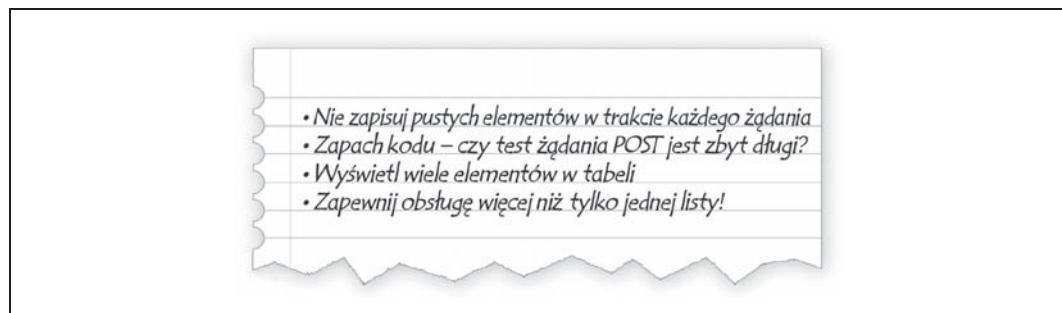 • Nie zapisuj pustych elementów w trakcie każdego żądania
• Zapach kodu – czy test żądania POST jest zbyt długi?
• Wyświetl wiele elementów w tabeli
• Zapewnij obsługę więcej niż tylko jednej listy!